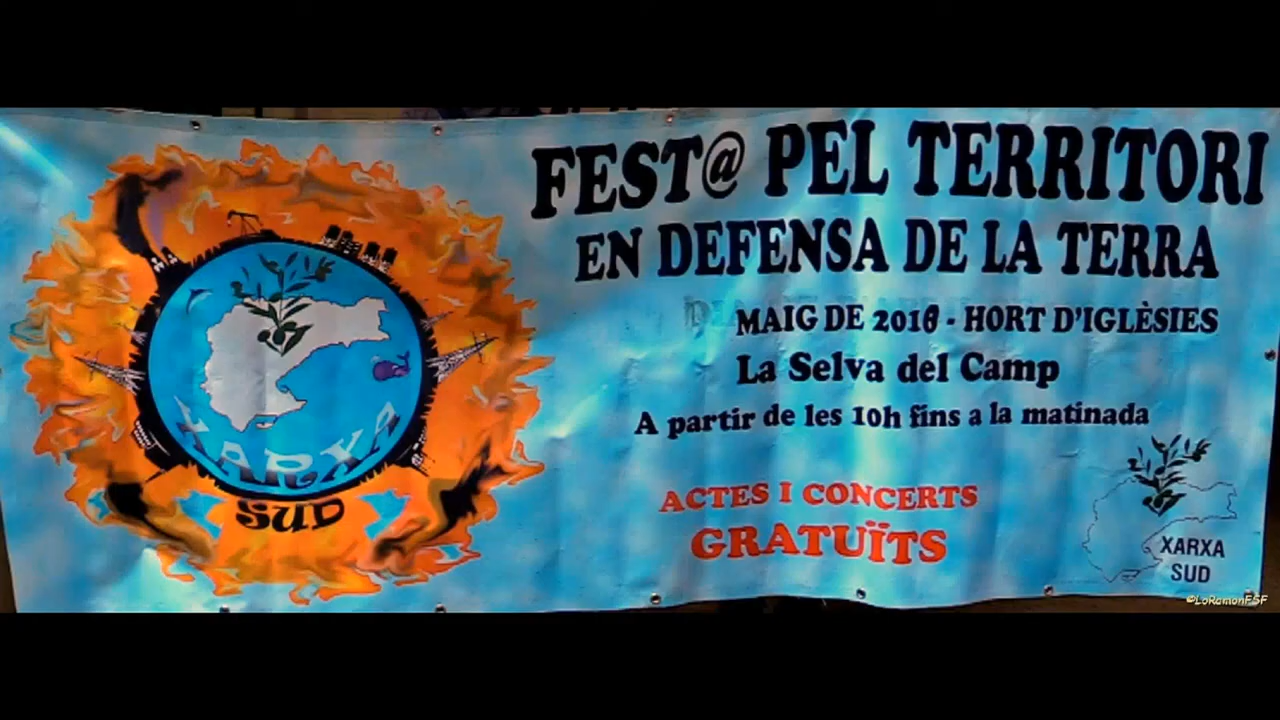 FEST@ PEL TERRITORI
EN DEFENSA DE LA TERRA
MAIG DE 2016 - HORT D'IGLÈSIES
La Selva del Camp
A partir de les 10h fins a la matinada
ACTES I CONCERTS
GRATUÏTS
XARXA
SUD
XARXA
SUD
©LoRamonFSF